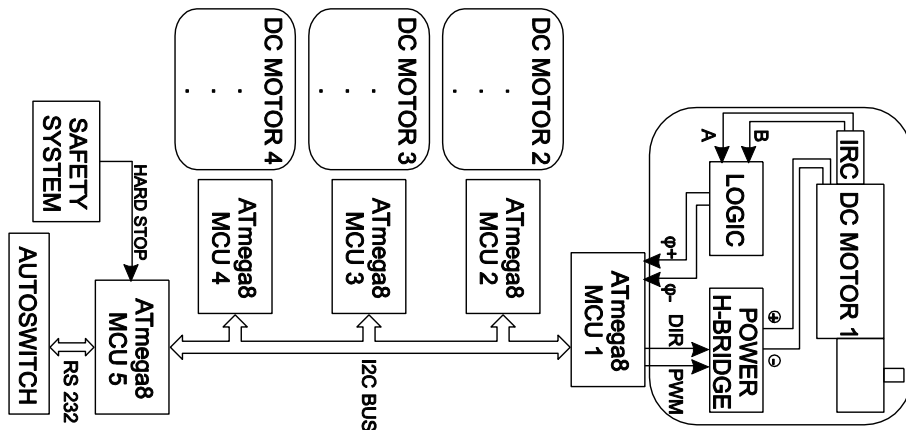 DC MOTOR 4
. . .
DC MOTOR 3
. . .
DC MOTOR 2
. . .
IRC
DC MOTOR 1
A
B
LOGIC
φ+
φ-
POWER
H-BRIDGE
⊕
⊖
DIR
PWM
ATmega8
MCU 1
ATmega8
MCU 2
ATmega8
MCU 3
ATmega8
MCU 4
SAFETY
SYSTEM
HARD STOP
ATmega8
MCU 5
I2C BUS
RS 232
AUTOSWITCH